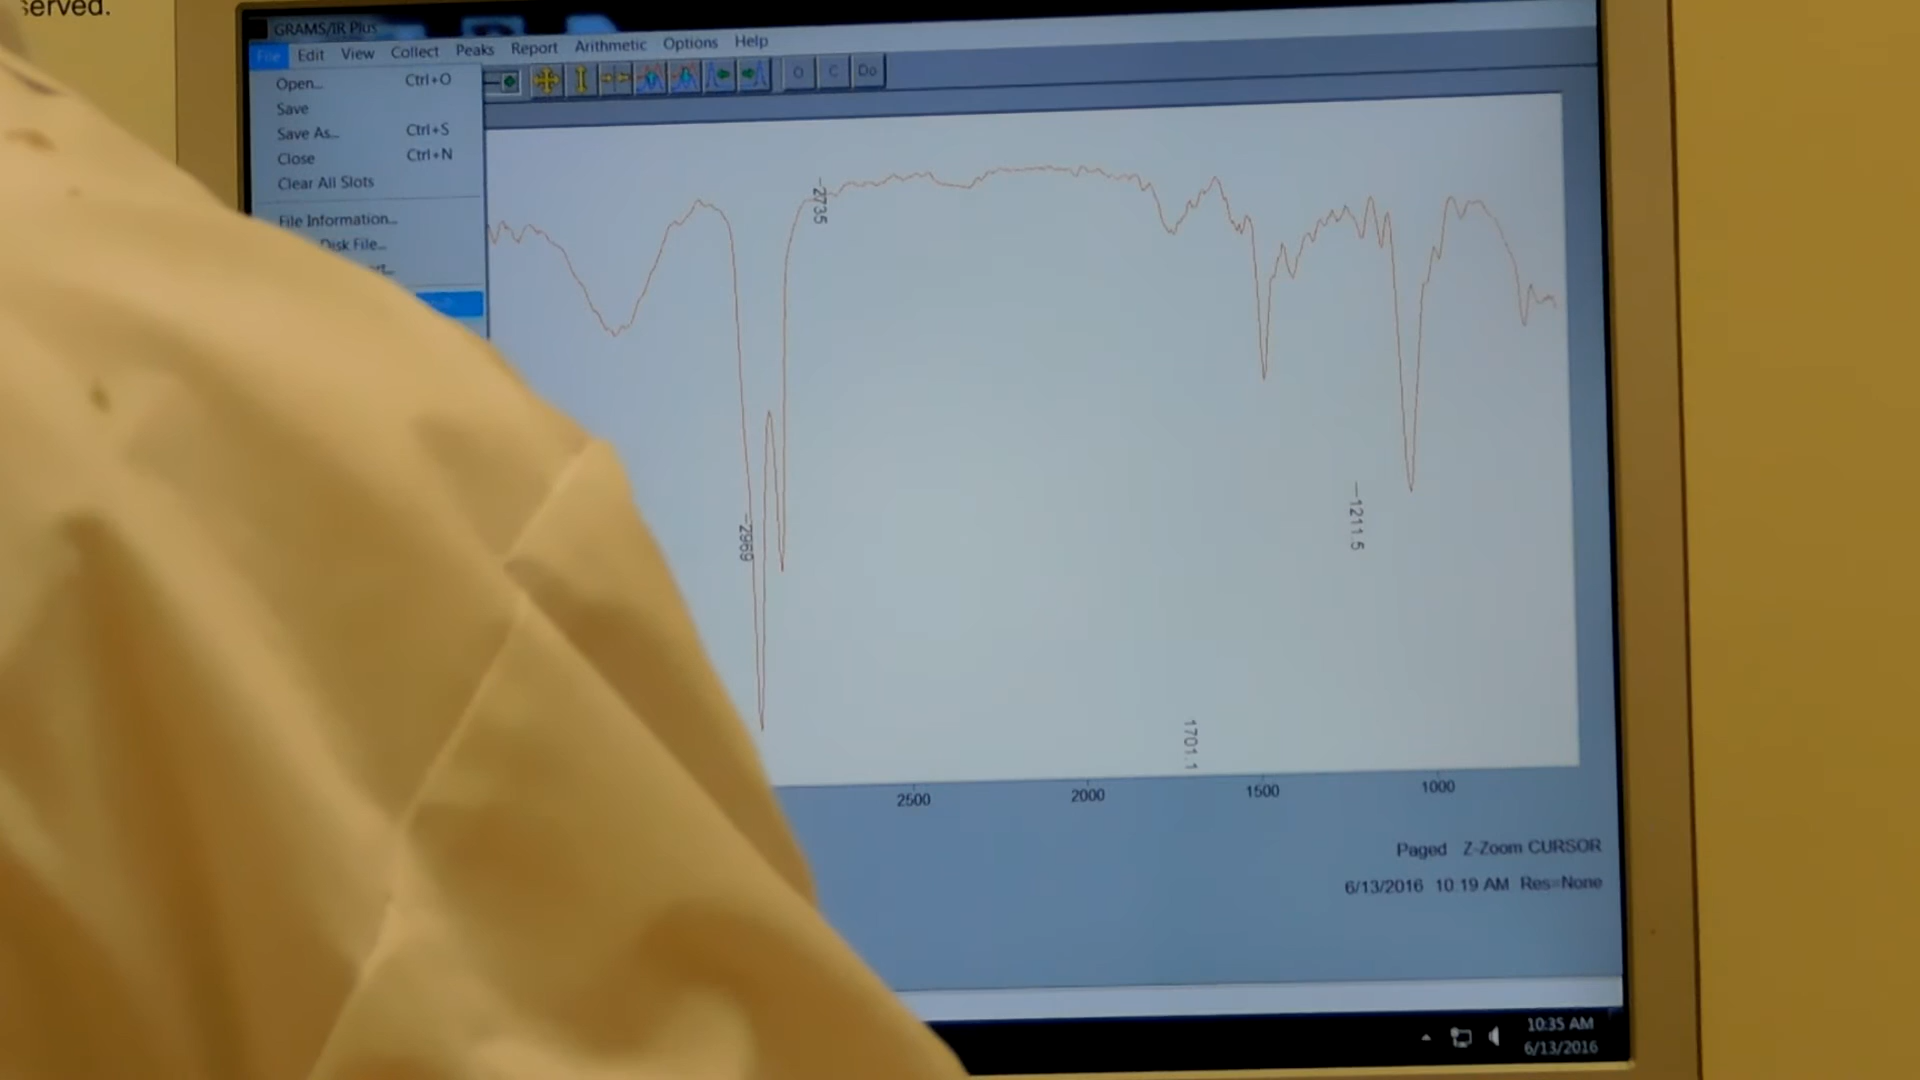 served.
GRAMS/IR Plus
File Edit View Collect Peaks Report Arithmetic Options Help
Open... Ctrl+O
Save
Save As... Ctrl+S
Close Ctrl+N
Clear All Slots
File Information...
Disk File...
O C Do
2735
2969
1211.5
1701.1
2500 2000 1500 1000
Paged Z-Zoom CURSOR
6/13/2016 10:19 AM Res=None
10:35 AM
6/13/2016